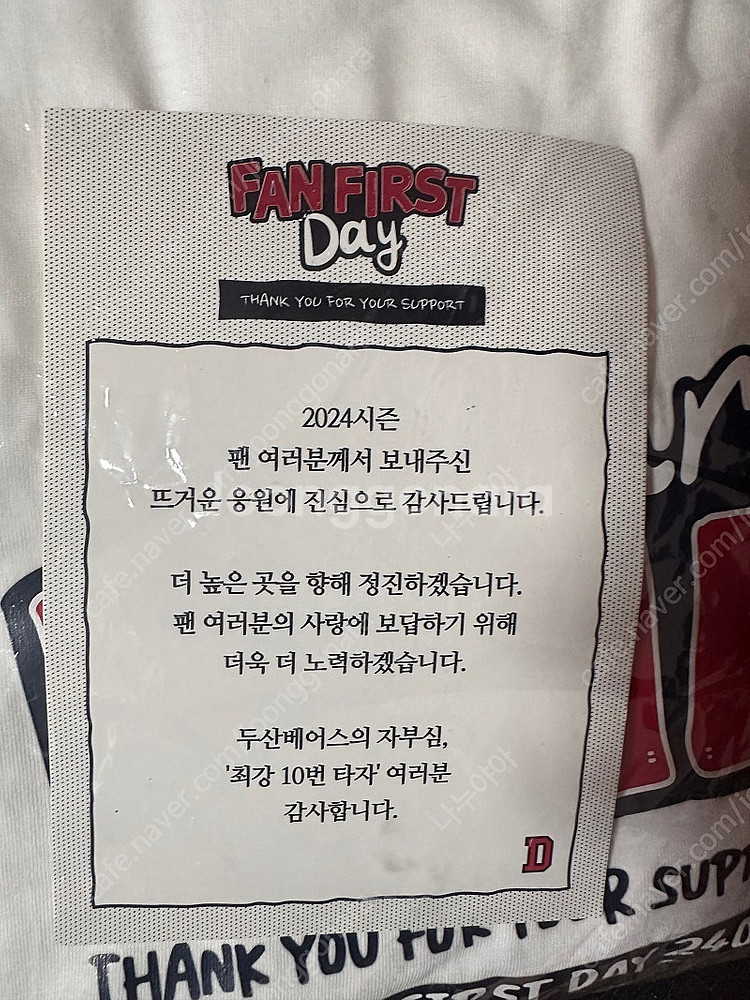 FAN FIRST
Day
THANK YOU FOR YOUR SUPPORT
2024시즌
팬 여러분께서 보내주신
뜨거운 응원에 진심으로 감사드립니다.
더 높은 곳을 향해 정진하겠습니다.
팬 여러분의 사랑에 보답하기 위해
더욱 더 노력하겠습니다.
두산베어스의 자부심,
'최강 10번 타자' 여러분
감사합니다.
D
THANK YOU FOR YOUR SUPP
FIRST DAY 240